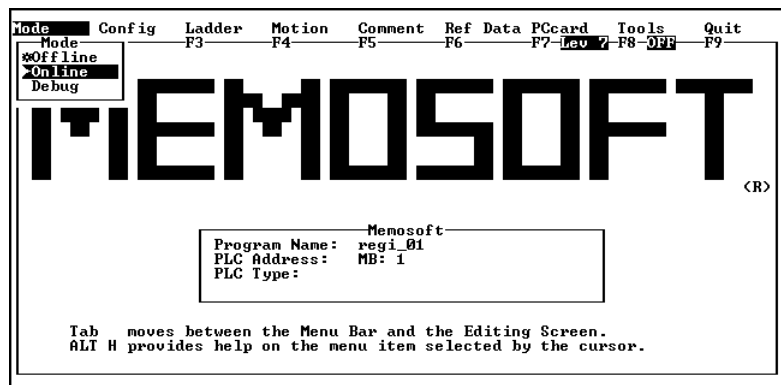 Mode Config Ladder Motion Comment Ref Data PCcard Tools Quit
Mode F3 F4 F5 F6 F7-Lev 7 F8-OFF F9
*Offline
>Online
Debug
MEMOSOFT
(R)
Memosoft
Program Name: regi_01
PLC Address: MB: 1
PLC Type:
Tab moves between the Menu Bar and the Editing Screen.
ALT H provides help on the menu item selected by the cursor.